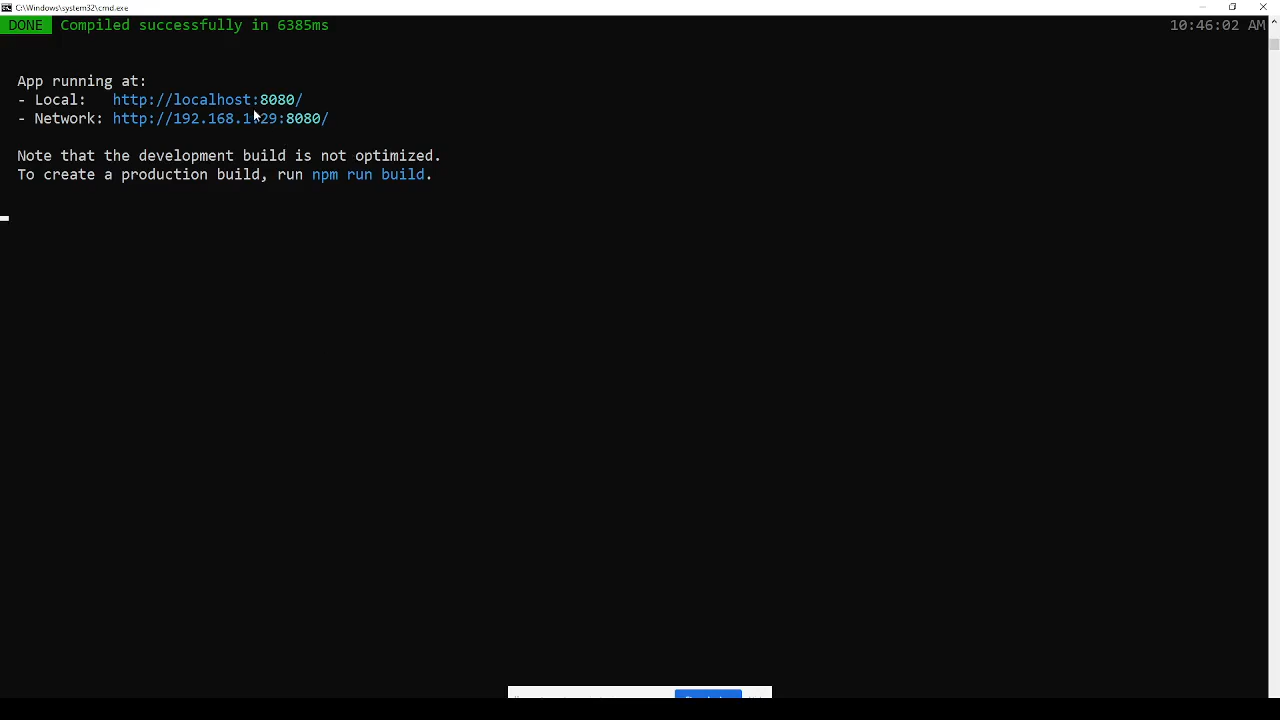 C:\Windows\system32\cmd.exe
DONE Compiled successfully in 6385ms 10:46:02 AM
App running at:
- Local: http://localhost:8080/
- Network: http://192.168.1.29:8080/
Note that the development build is not optimized.
To create a production build, run npm run build.